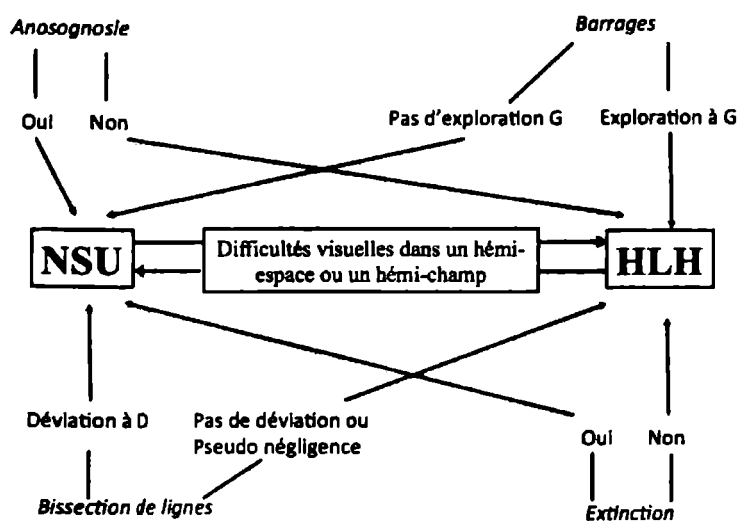 Anosognosie
Barrages
Oui Non
Pas d'exploration G Exploration à G
NSU
Difficultés visuelles dans un hémi-
espace ou un hémi-champ
HLH
Déviation à D
Pas de déviation ou
Pseudo négligence
Oui Non
Bissection de lignes
Extinction